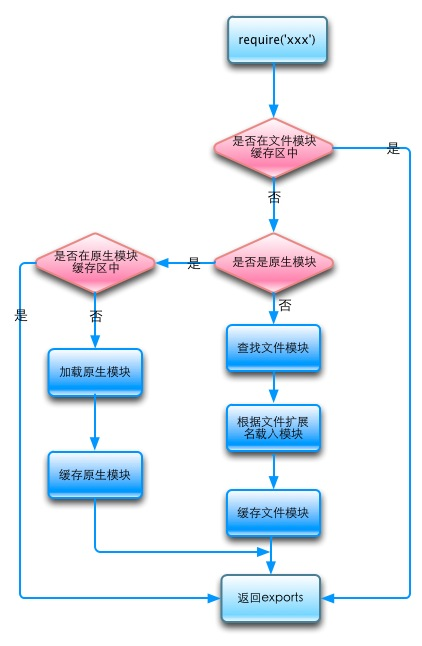 require('xxx')
是否在文件模块
缓存区中
是
否
是否在原生模块
缓存区中
是
是否是原生模块
是
否
否
查找文件模块
加载原生模块
根据文件扩展
名载入模块
缓存原生模块
缓存文件模块
返回exports